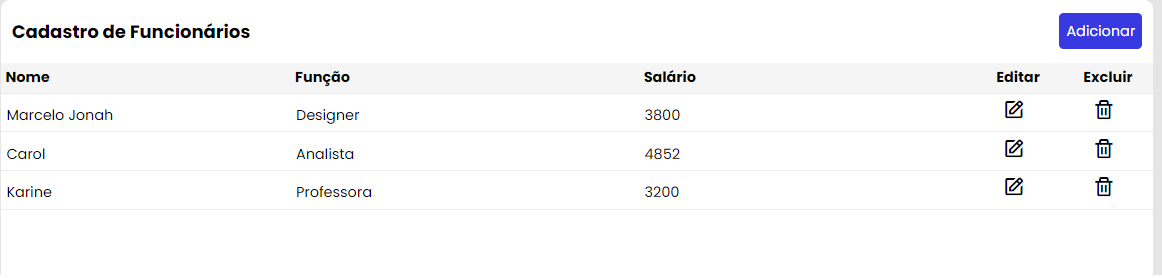 Cadastro de Funcionários Adicionar
Nome Função Salário Editar Excluir
Marcelo Jonah Designer 3800
Carol Analista 4852
Karine Professora 3200